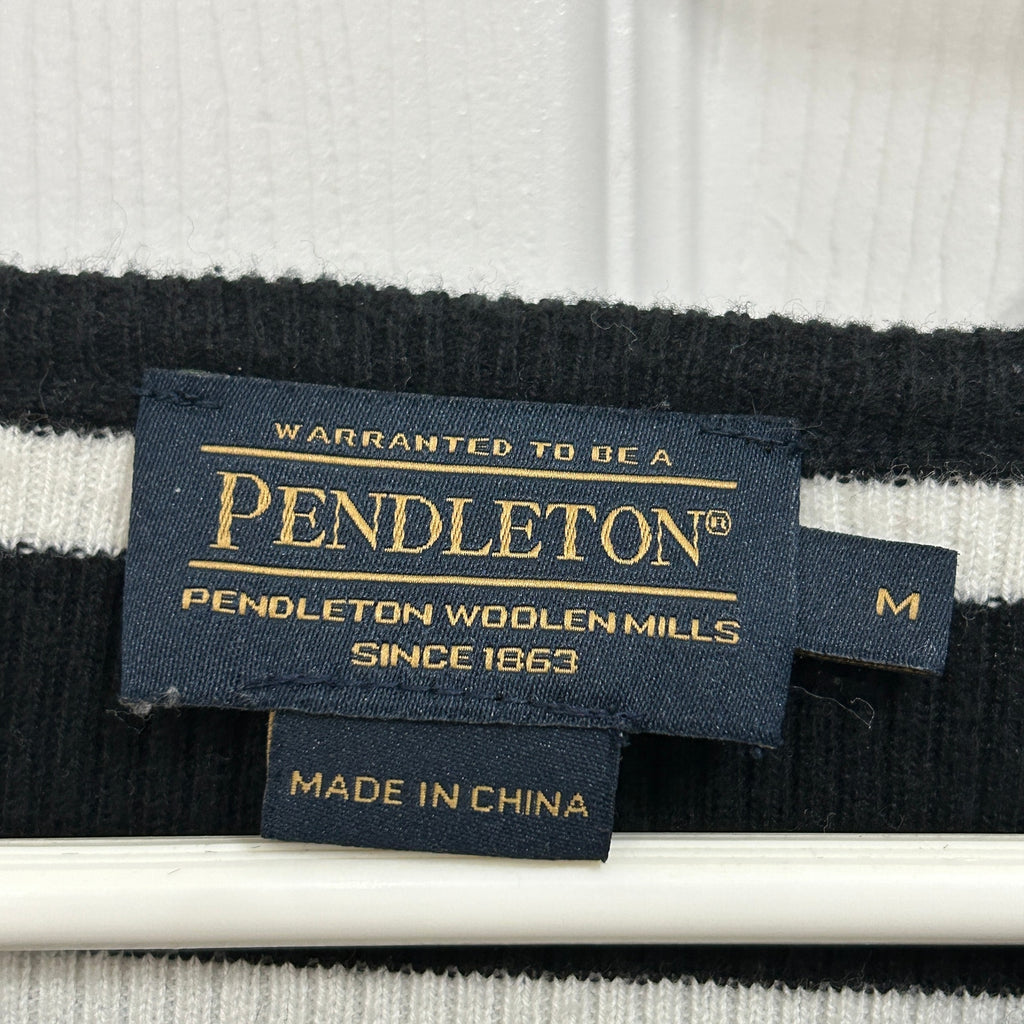 WARRANTED TO BE A
PENDLETON®
PENDLETON WOOLEN MILLS
SINCE 1863
M
MADE IN CHINA